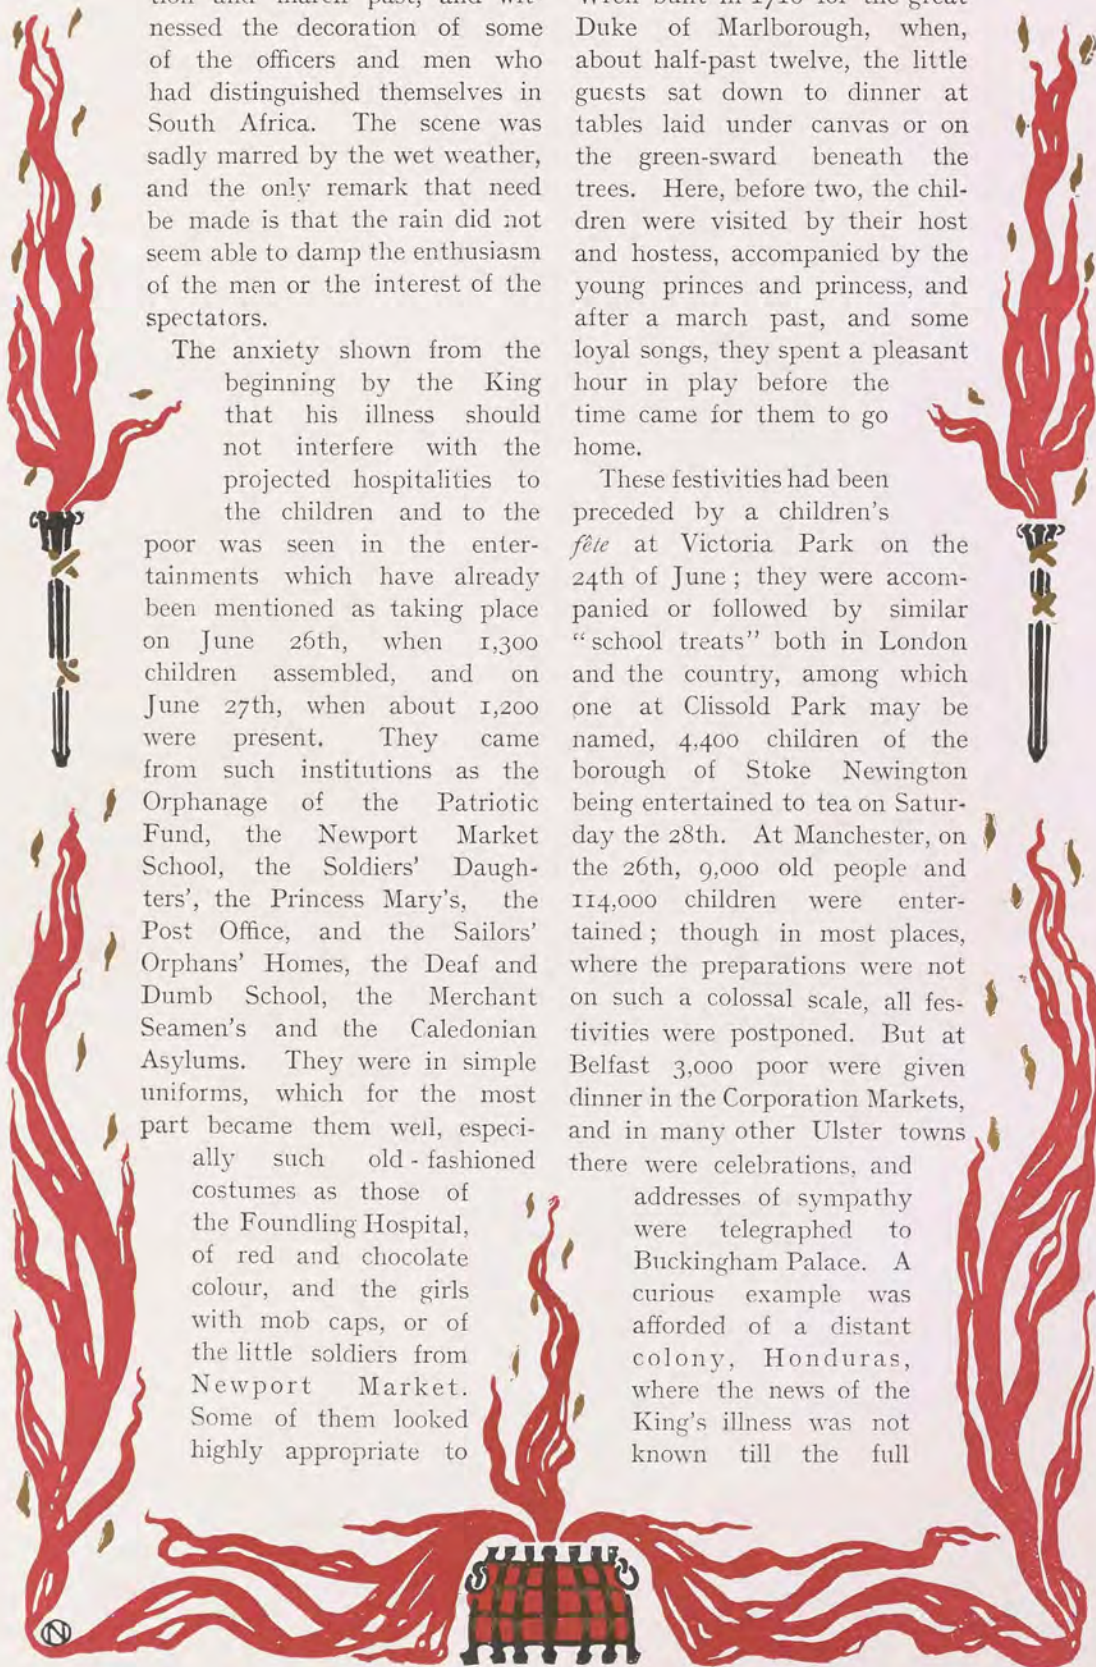 tion and march past, and wit-
nessed the decoration of some
of the officers and men who
had distinguished themselves in
South Africa. The scene was
sadly marred by the wet weather,
and the only remark that need
be made is that the rain did not
seem able to damp the enthusiasm
of the men or the interest of the
spectators.
The anxiety shown from the
beginning by the King
that his illness should
not interfere with the
projected hospitalities to
the children and to the
poor was seen in the enter-
tainments which have already
been mentioned as taking place
on June 26th, when 1,300
children assembled, and on
June 27th, when about 1,200
were present. They came
from such institutions as the
Orphanage of the Patriotic
Fund, the Newport Market
School, the Soldiers' Daugh-
ters', the Princess Mary's, the
Post Office, and the Sailors'
Orphans' Homes, the Deaf and
Dumb School, the Merchant
Seamen's and the Caledonian
Asylums. They were in simple
uniforms, which for the most
part became them well, especi-
ally such old-fashioned
costumes as those of
the Foundling Hospital,
of red and chocolate
colour, and the girls
with mob caps, or of
the little soldiers from
Newport Market.
Some of them looked
highly appropriate to
Wren built in 1710 for the great
Duke of Marlborough, when,
about half-past twelve, the little
guests sat down to dinner at
tables laid under canvas or on
the green-sward beneath the
trees. Here, before two, the chil-
dren were visited by their host
and hostess, accompanied by the
young princes and princess, and
after a march past, and some
loyal songs, they spent a pleasant
hour in play before the
time came for them to go
home.
These festivities had been
preceded by a children's
fête at Victoria Park on the
24th of June; they were accom-
panied or followed by similar
"school treats" both in London
and the country, among which
one at Clissold Park may be
named, 4,400 children of the
borough of Stoke Newington
being entertained to tea on Satur-
day the 28th. At Manchester, on
the 26th, 9,000 old people and
114,000 children were enter-
tained; though in most places,
where the preparations were not
on such a colossal scale, all fes-
tivities were postponed. But at
Belfast 3,000 poor were given
dinner in the Corporation Markets,
and in many other Ulster towns
there were celebrations, and
addresses of sympathy
were telegraphed to
Buckingham Palace. A
curious example was
afforded of a distant
colony, Honduras,
where the news of the
King's illness was not
known till the full
N